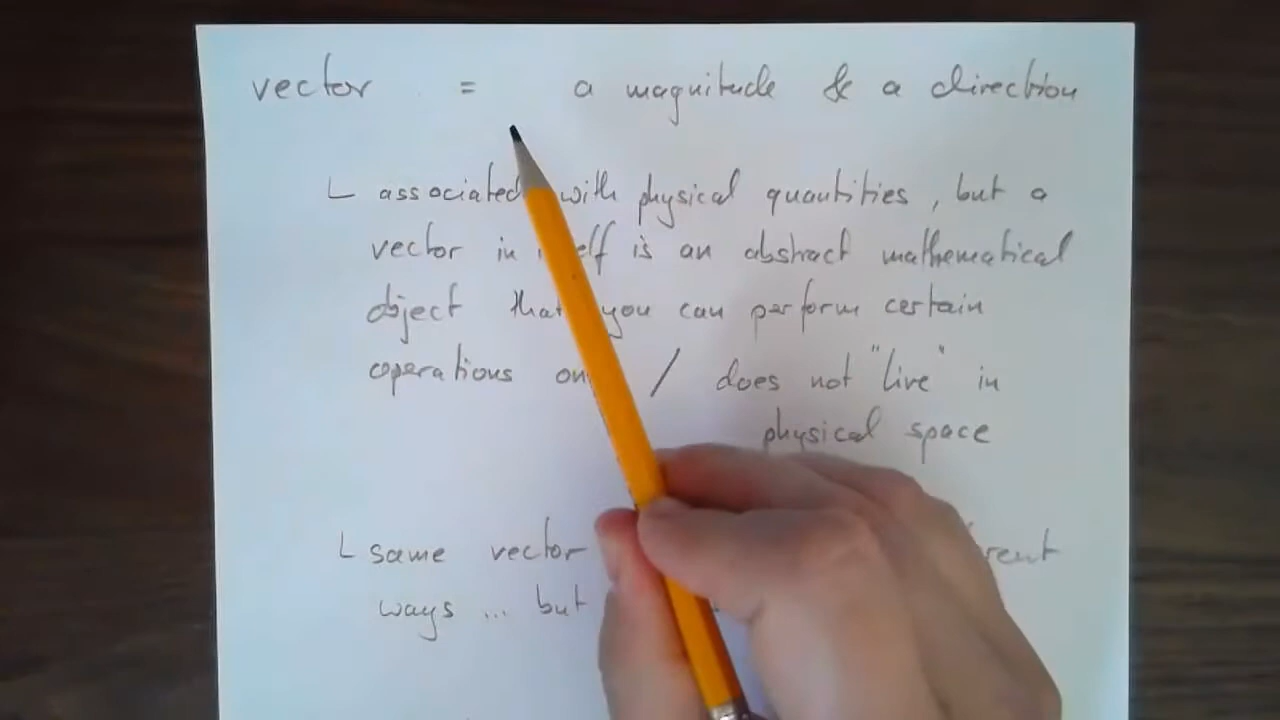 vector = a magnitude & a direction
associated with physical quantities, but a
vector in is an abstract mathematical
object that you can perform certain
operations on / does not "live" in
physical space
same vector
ways ... but